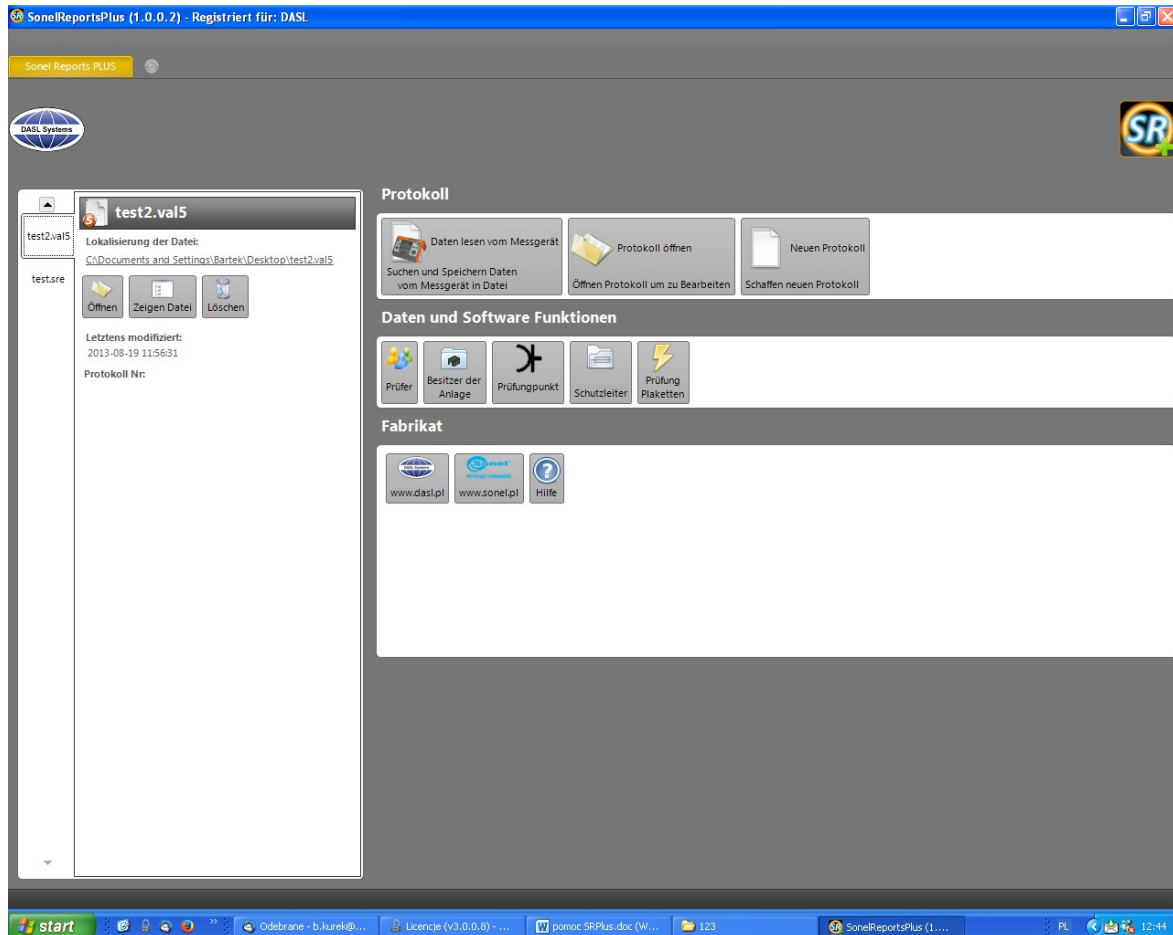 SonelReportsPlus (1.0.0.2) - Registriert für: DASL
Sonel Reports PLUS
DASL Systems
SR
test2.val5
test.sre
test2.val5
Lokalisierung der Datei:
C:\Documents and Settings\Bartek\Desktop\test2.val5
Öffnen
Zeigen Datei
Löschen
Letztens modifiziert:
2013-08-19 11:56:31
Protokoll Nr:
Protokoll
Daten lesen vom Messgerät
Suchen und Speichern Daten
vom Messgerät in Datei
Protokoll öffnen
Öffnen Protokoll um zu Bearbeiten
Neuen Protokoll
Schaffen neuen Protokoll
Daten und Software Funktionen
Prüfer
Besitzer der
Anlage
Prüfungpunkt
Schutzleiter
Prüfung
Plaketten
Fabrikat
www.dasl.pl
Sonel
www.sonel.pl
Hilfe
start
Odebrane - b.kurek@...
Licencje (v3.0.0.8) - ...
pomoc SRPlus.doc (W...
123
SonelReportsPlus (1....
PL
12:44